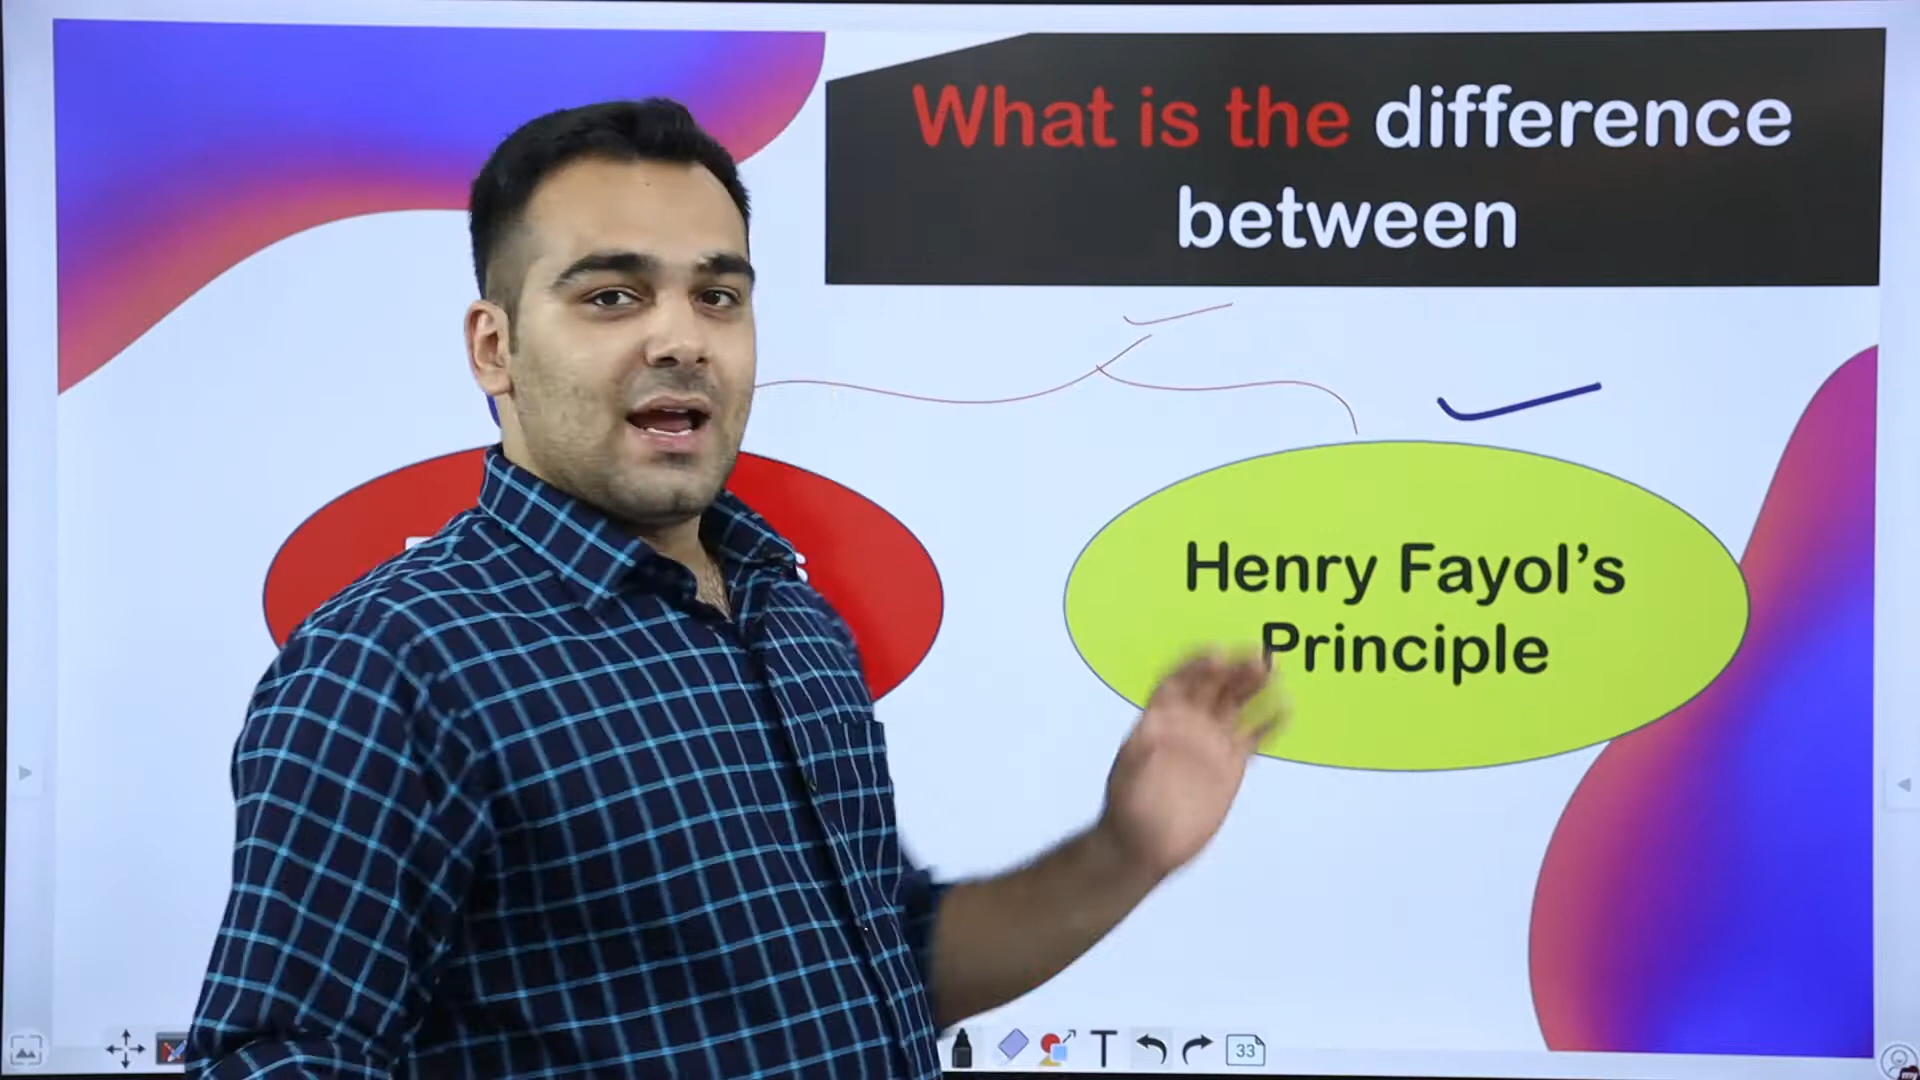 What is the difference
between
Henry Fayol’s
Principle
33